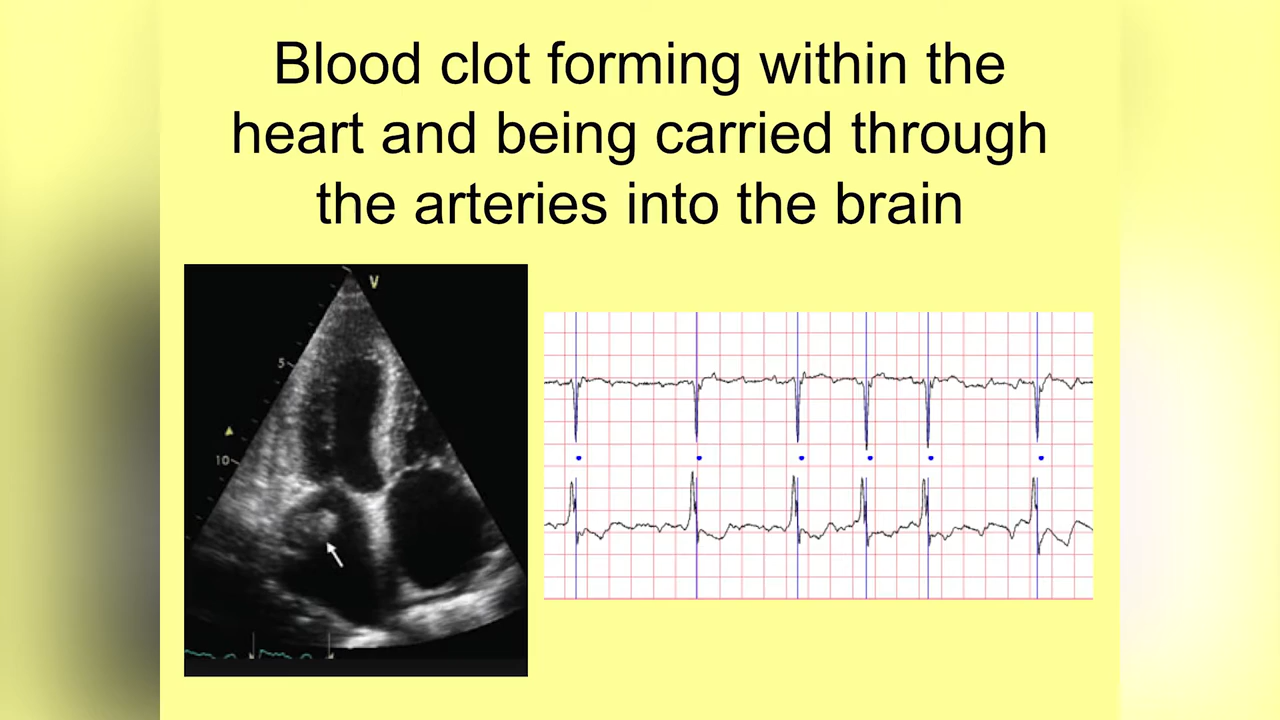 Blood clot forming within the
heart and being carried through
the arteries into the brain
V
5
10